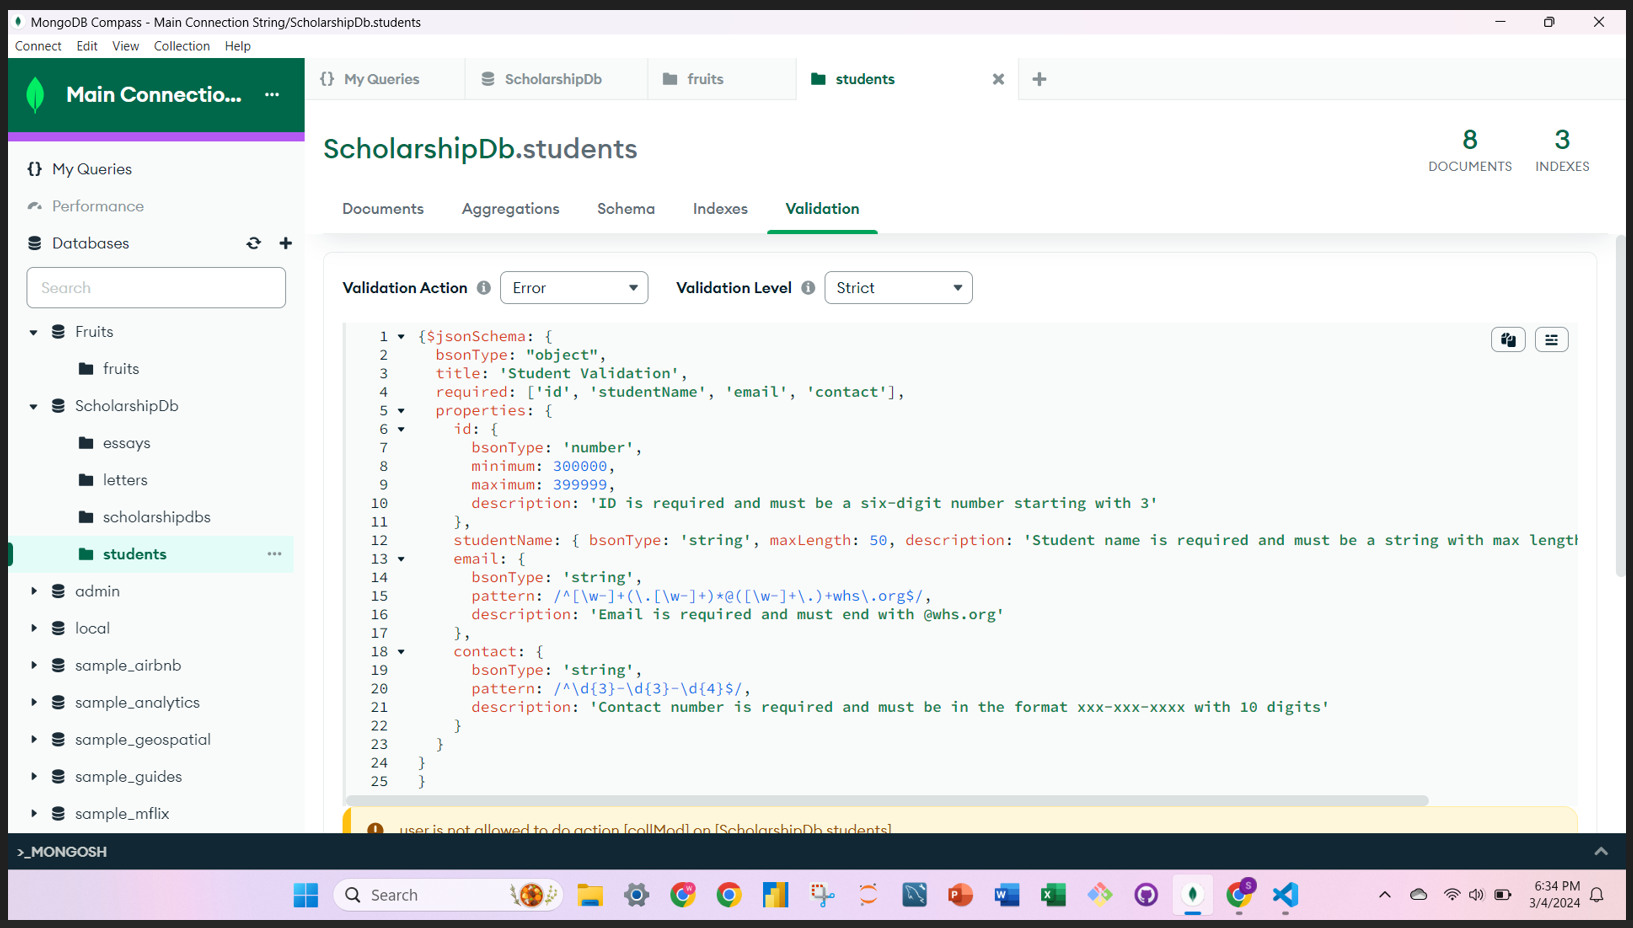 MongoDB Compass - Main Connection String/ScholarshipDb.students
Connect Edit View Collection Help
Main Connectio... ...
{} My Queries
ScholarshipDb
fruits
students
My Queries
Performance
Databases
Search
Fruits
fruits
ScholarshipDb
essays
letters
scholarshipdbs
students
admin
local
sample_airbnb
sample_analytics
sample_geospatial
sample_guides
sample_mflix
ScholarshipDb.students
8
DOCUMENTS
3
INDEXES
Documents Aggregations Schema Indexes Validation
Validation Action Error Validation Level Strict
1 {$jsonSchema: {
2 bsonType: "object",
3 title: 'Student Validation',
4 required: ['id', 'studentName', 'email', 'contact'],
5 properties: {
6 id: {
7 bsonType: 'number',
8 minimum: 300000,
9 maximum: 399999,
10 description: 'ID is required and must be a six-digit number starting with 3'
11 },
12 studentName: { bsonType: 'string', maxLength: 50, description: 'Student name is required and must be a string with max length
13 email: {
14 bsonType: 'string',
15 pattern: /^[\w-]+(\.[\w-]+)*@([\w-]+\.)+whs\.org$/,
16 description: 'Email is required and must end with @whs.org'
17 },
18 contact: {
19 bsonType: 'string',
20 pattern: /^\d{3}-\d{3}-\d{4}$/,
21 description: 'Contact number is required and must be in the format xxx-xxx-xxxx with 10 digits'
22 }
23 }
24 }
25 }
user is not allowed to do action [collMod] on [ScholarshipDb.students]
>_MONGOSH
Search
6:34 PM
3/4/2024